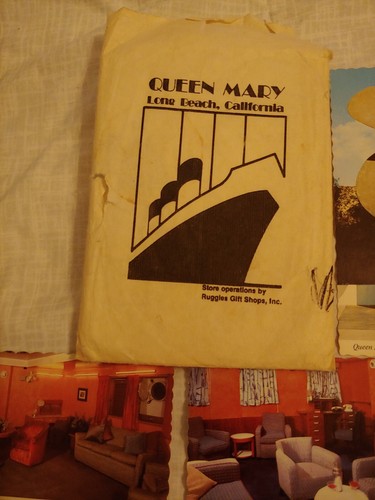 QUEEN MARY
Long Beach, California
Store operations by
Ruggles Gift Shops, Inc.
Queen